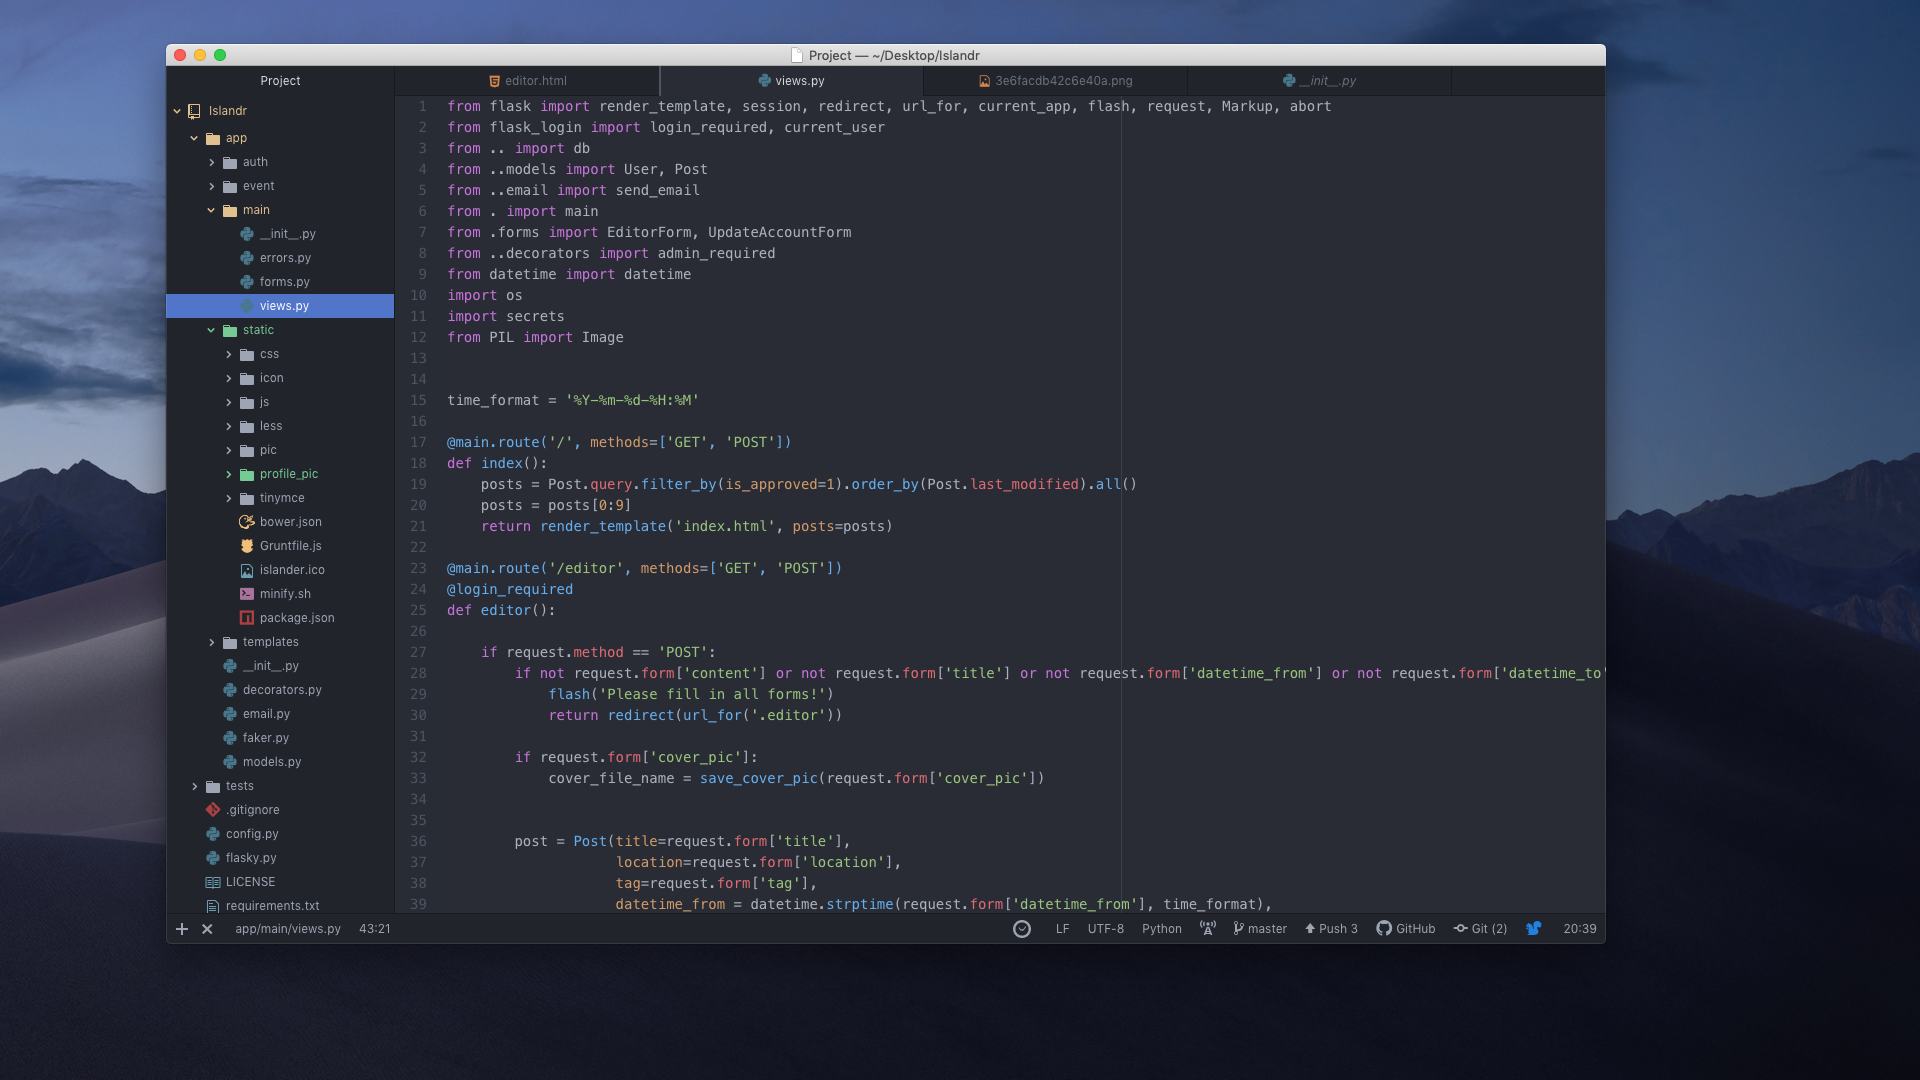 Project — ~/Desktop/Islandr
Project
editor.html
views.py
3e6facdb42c6e40a.png
__init__.py
Islandr
app
auth
event
main
__init__.py
errors.py
forms.py
views.py
static
css
icon
js
less
pic
profile_pic
tinymce
bower.json
Gruntfile.js
islander.ico
minify.sh
package.json
templates
__init__.py
decorators.py
email.py
faker.py
models.py
tests
.gitignore
config.py
flasky.py
LICENSE
requirements.txt
1 from flask import render_template, session, redirect, url_for, current_app, flash, request, Markup, abort
2 from flask_login import login_required, current_user
3 from .. import db
4 from ..models import User, Post
5 from ..email import send_email
6 from . import main
7 from .forms import EditorForm, UpdateAccountForm
8 from ..decorators import admin_required
9 from datetime import datetime
10 import os
11 import secrets
12 from PIL import Image
13
14
15 time_format = '%Y-%m-%d-%H:%M'
16
17 @main.route('/', methods=['GET', 'POST'])
18 def index():
19     posts = Post.query.filter_by(is_approved=1).order_by(Post.last_modified).all()
20     posts = posts[0:9]
21     return render_template('index.html', posts=posts)
22
23 @main.route('/editor', methods=['GET', 'POST'])
24 @login_required
25 def editor():
26
27     if request.method == 'POST':
28         if not request.form['content'] or not request.form['title'] or not request.form['datetime_from'] or not request.form['datetime_to'
29             flash('Please fill in all forms!')
30             return redirect(url_for('.editor'))
31
32         if request.form['cover_pic']:
33             cover_file_name = save_cover_pic(request.form['cover_pic'])
34
35
36         post = Post(title=request.form['title'],
37                     location=request.form['location'],
38                     tag=request.form['tag'],
39                     datetime_from = datetime.strptime(request.form['datetime_from'], time_format),
app/main/views.py 43:21 LF UTF-8 Python master Push 3 GitHub Git (2) 20:39